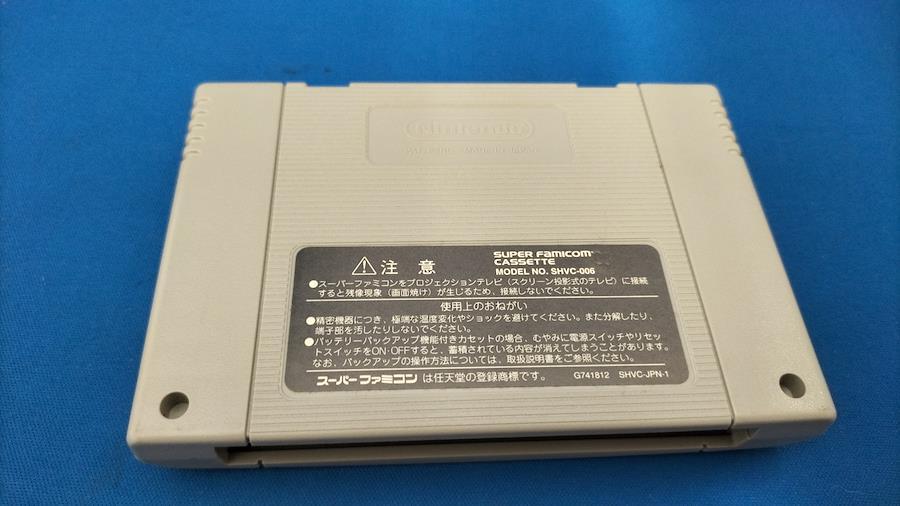 Nintendo
MADE IN JAPAN
注意
SUPER FAMICOM
CASSETTE
MODEL NO. SHVC-006
●スーパーファミコンをプロジェクションテレビ(スクリーン投影式のテレビ)に接続
すると残像現象(画面焼け)が生じるため、接続しないでください。
使用上のおねがい
●精密機器につき、極端な温度変化やショックを避けてください。また分解したり、
端子部を汚したりしないでください。
●バッテリーバックアップ機能付きカセットの場合、むやみに電源スイッチやリセッ
トスイッチをON・OFFすると、蓄積されている内容が消えてしまうことがあります。
なお、バックアップの操作方法については、取扱説明書をご参照ください。
スーパーファミコンは任天堂の登録商標です。 G741812 SHVC-JPN-1